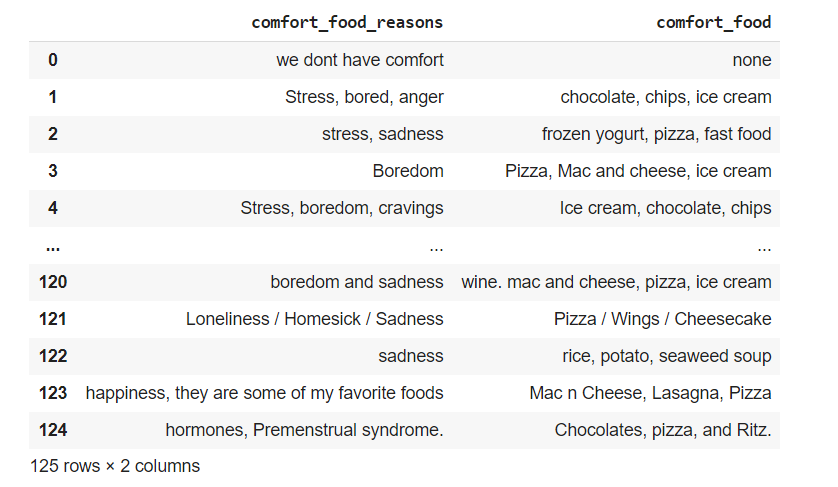 comfort_food_reasons comfort_food
0 we dont have comfort none
1 Stress, bored, anger chocolate, chips, ice cream
2 stress, sadness frozen yogurt, pizza, fast food
3 Boredom Pizza, Mac and cheese, ice cream
4 Stress, boredom, cravings Ice cream, chocolate, chips
... ... ...
120 boredom and sadness wine. mac and cheese, pizza, ice cream
121 Loneliness / Homesick / Sadness Pizza / Wings / Cheesecake
122 sadness rice, potato, seaweed soup
123 happiness, they are some of my favorite foods Mac n Cheese, Lasagna, Pizza
124 hormones, Premenstrual syndrome. Chocolates, pizza, and Ritz.
125 rows × 2 columns